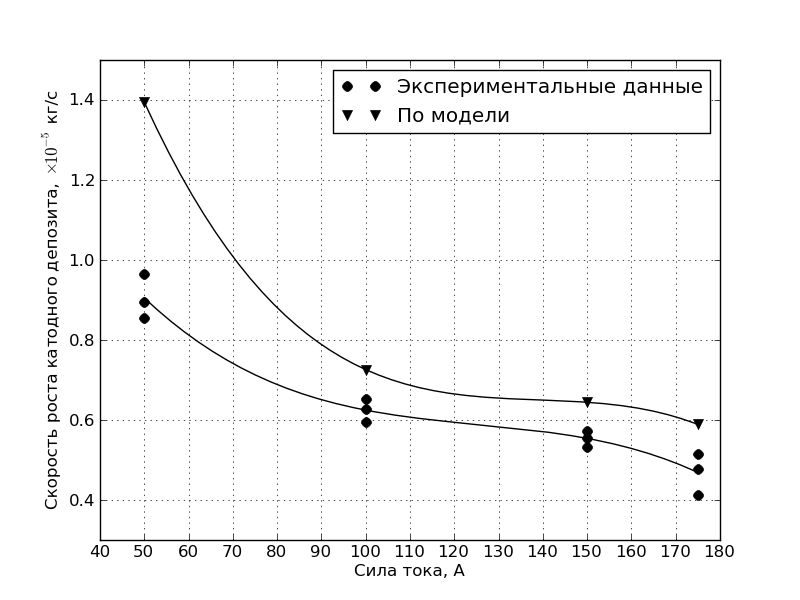 Скорость роста катодного депозита, ×10⁻⁵ кг/с
Экспериментальные данные
По модели
1.4
1.2
1.0
0.8
0.6
0.4
40 50 60 70 80 90 100 110 120 130 140 150 160 170 180
Сила тока, А